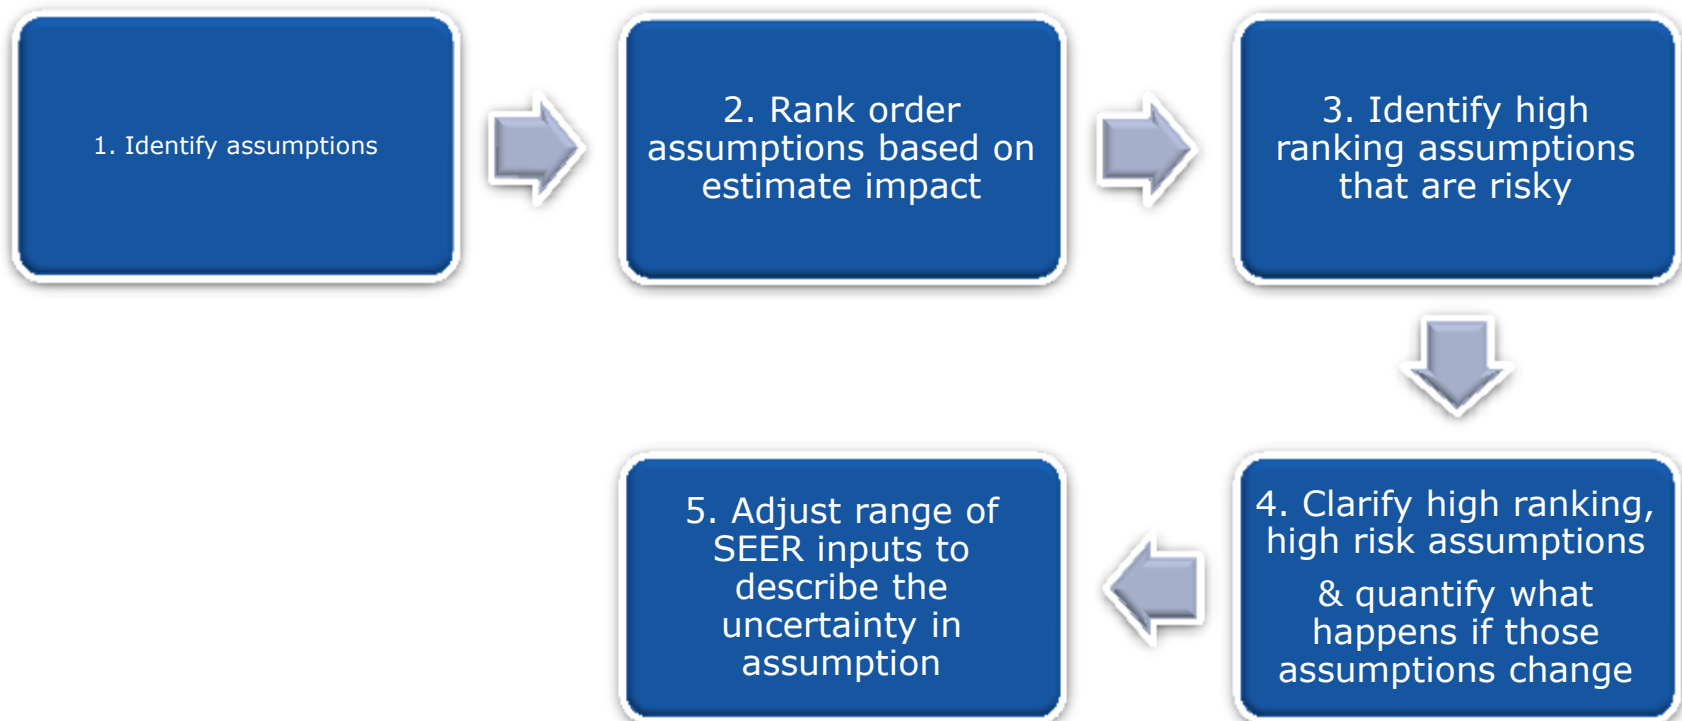 1. Identify assumptions
2. Rank order
assumptions based on
estimate impact
3. Identify high
ranking assumptions
that are risky
4. Clarify high ranking,
high risk assumptions
& quantify what
happens if those
assumptions change
5. Adjust range of
SEER inputs to
describe the
uncertainty in
assumption